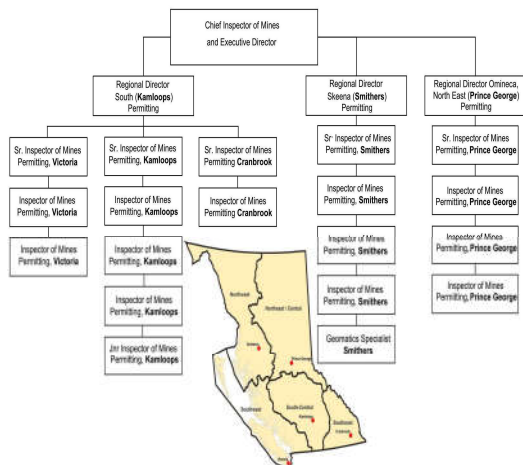 Chief Inspector of Mines
and Executive Director
Regional Director
South (Kamloops)
Permitting
Regional Director
Skeena (Smithers)
Permitting
Regional Director Omineca,
North East (Prince George)
Permitting
Sr. Inspector of Mines
Permitting, Victoria
Inspector of Mines
Permitting, Victoria
Inspector of Mines
Permitting, Victoria
Sr. Inspector of Mines
Permitting, Kamloops
Inspector of Mines
Permitting, Kamloops
Inspector of Mines
Permitting, Kamloops
Inspector of Mines
Permitting, Kamloops
Jnr Inspector of Mines
Permitting, Kamloops
Sr. Inspector of Mines
Permitting Cranbrook
Inspector of Mines
Permitting Cranbrook
Sr Inspector of Mines
Permitting, Smithers
Inspector of Mines
Permitting, Smithers
Inspector of Mines
Permitting, Smithers
Inspector of Mines
Permitting, Smithers
Geomatics Specialist
Smithers
Sr. Inspector of Mines
Permitting, Prince George
Inspector of Mines
Permitting, Prince George
Inspector of Mines
Permitting, Prince George
Inspector of Mines
Permitting, Prince George
Northwest
Southwest
South-Central
Southeast